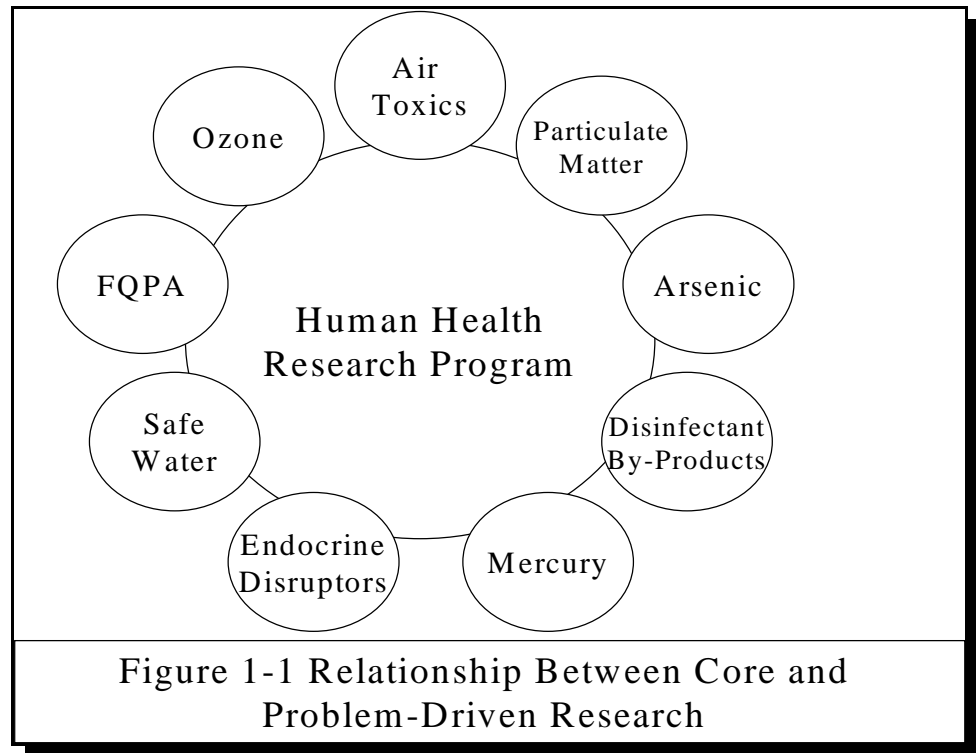 Air
Toxics
Particulate
Matter
Arsenic
Disinfectant
By-Products
Mercury
Endocrine
Disruptors
Safe
Water
FQPA
Ozone
Human Health
Research Program
Figure 1-1 Relationship Between Core and
Problem-Driven Research